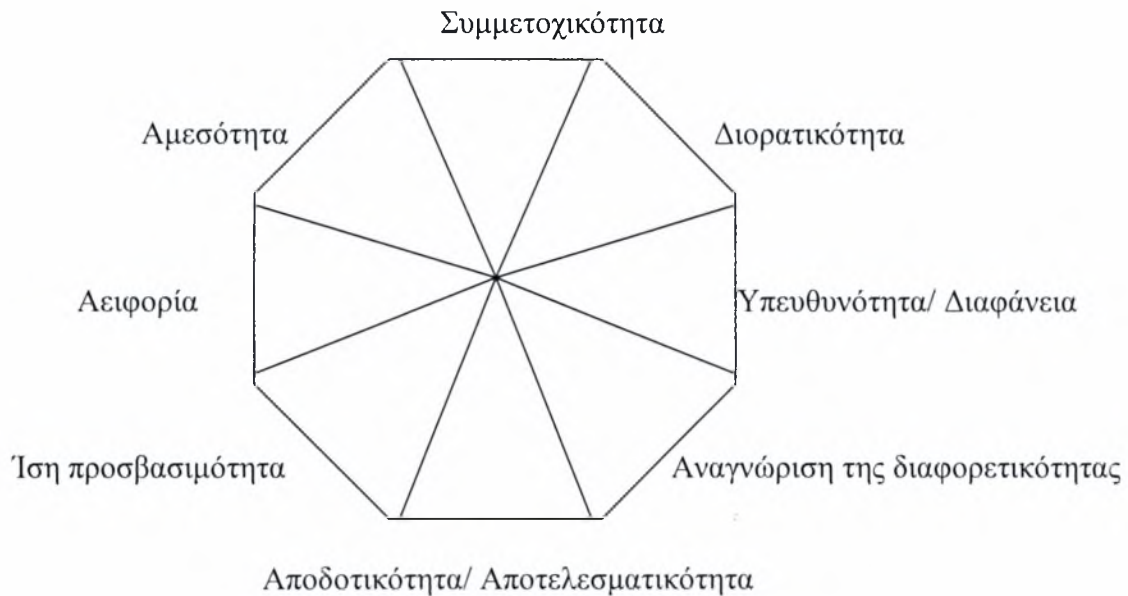 Συμμετοχικότητα
Αμεσότητα
Διορατικότητα
Αειφορία
Υπευθυνότητα/ Διαφάνεια
Ίση προσβασιμότητα
Αναγνώριση της διαφορετικότητας
Αποδοτικότητα/ Αποτελεσματικότητα